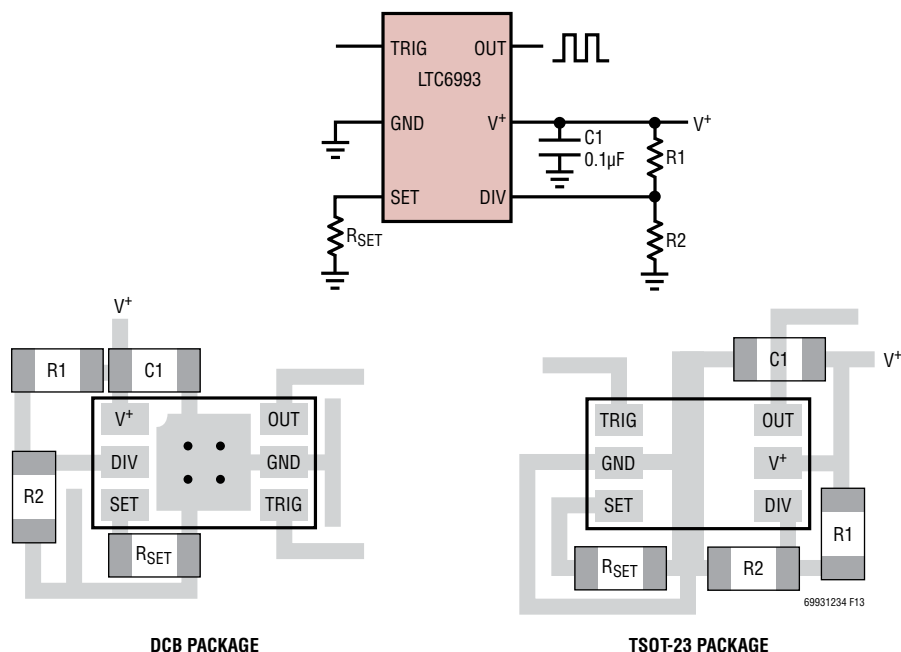 TRIG
OUT
LTC6993
GND
V+
V+
C1
0.1µF
R1
SET
DIV
RSET
R2
V+
R1
C1
V+
OUT
DIV
GND
R2
SET
TRIG
RSET
DCB PACKAGE
C1
V+
TRIG
OUT
GND
V+
SET
DIV
R1
RSET
R2
69931234 F13
TSOT-23 PACKAGE